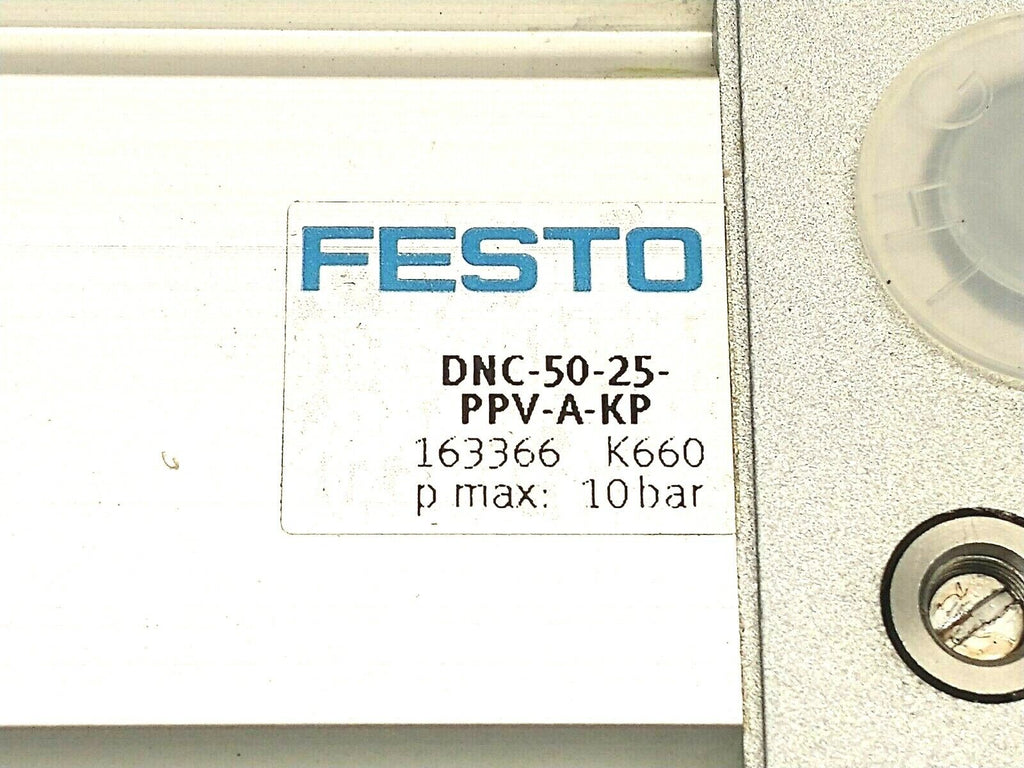 FESTO
DNC-50-25-
PPV-A-KP
163366 K660
p max: 10bar